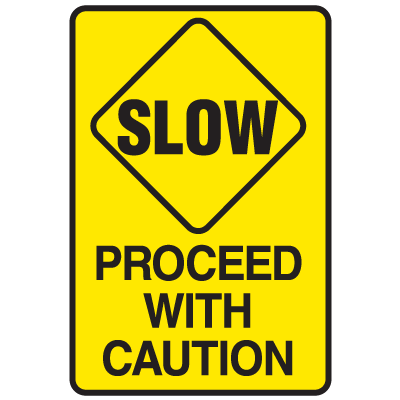 SLOW
PROCEED
WITH
CAUTION